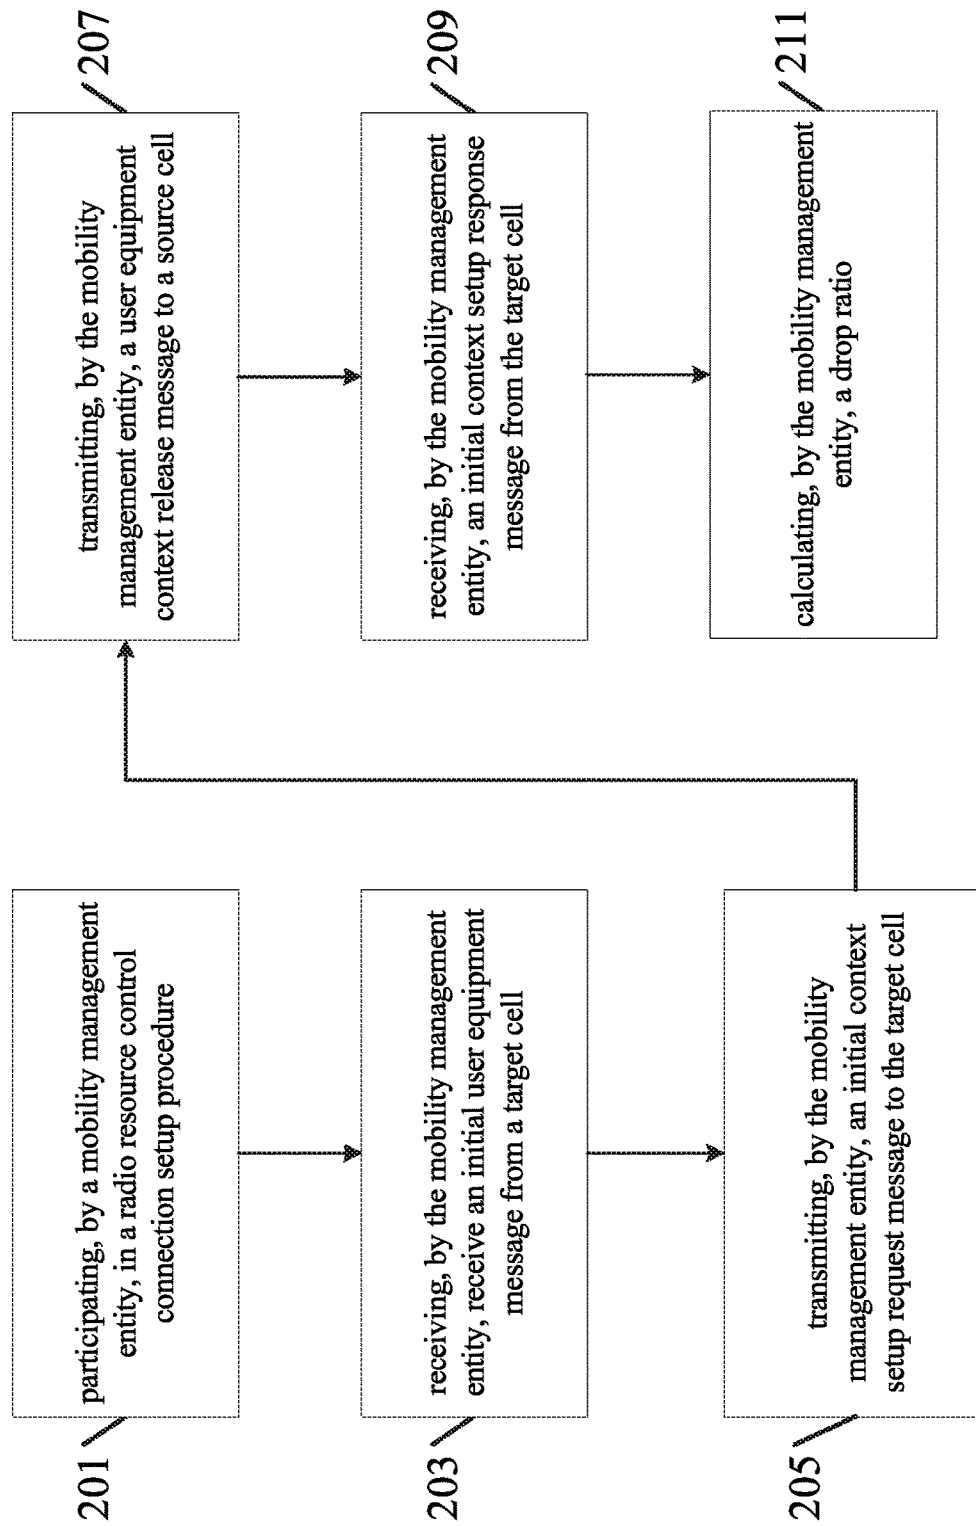 201
participating, by a mobility management
entity, in a radio resource control
connection setup procedure
203
receiving, by the mobility management
entity, receive an initial user equipment
message from a target cell
205
transmitting, by the mobility
management entity, an initial context
setup request message to the target cell
207
transmitting, by the mobility
management entity, a user equipment
context release message to a source cell
209
receiving, by the mobility management
entity, an initial context setup response
message from the target cell
211
calculating, by the mobility management
entity, a drop ratio